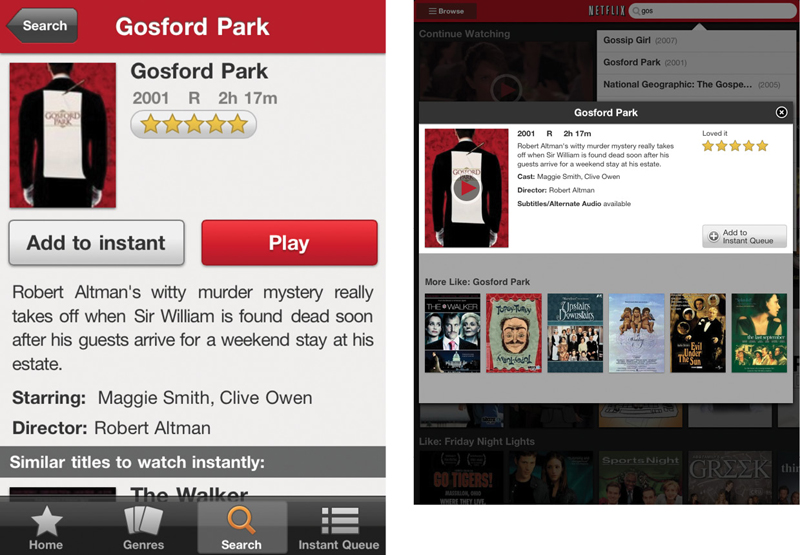 Search
Gosford Park
GOSFORD
PARK
Gosford Park
2001 R 2h 17m
Add to instant
Play
Robert Altman's witty murder mystery really
takes off when Sir William is found dead soon
after his guests arrive for a weekend stay at his
estate.
Starring: Maggie Smith, Clive Owen
Director: Robert Altman
Similar titles to watch instantly:
The Walker
Home
Genres
Search
Instant Queue
Browse
NETFLIX
gos
Continue Watching
Gossip Girl (2007)
Gosford Park (2001)
National Geographic: The Gospe... (2005)
Gosford Park
2001 R 2h 17m
Robert Altman's witty murder mystery really takes
off when Sir William is found dead soon after his
guests arrive for a weekend stay at his estate.
Cast: Maggie Smith, Clive Owen
Director: Robert Altman
Subtitles/Alternate Audio available
Loved it
Add to
Instant Queue
More Like: Gosford Park
THE WALKER
TOPSY-TURVY
Upstairs
Downstairs
Evil
Under
The
Sun
the last september
Like: Friday Night Lights
GO TIGERS!
Sports Night
GREEK